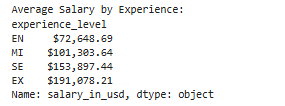 Average Salary by Experience:
experience_level
EN     $72,648.69
MI    $101,303.64
SE    $153,897.44
EX    $191,078.21
Name: salary_in_usd, dtype: object